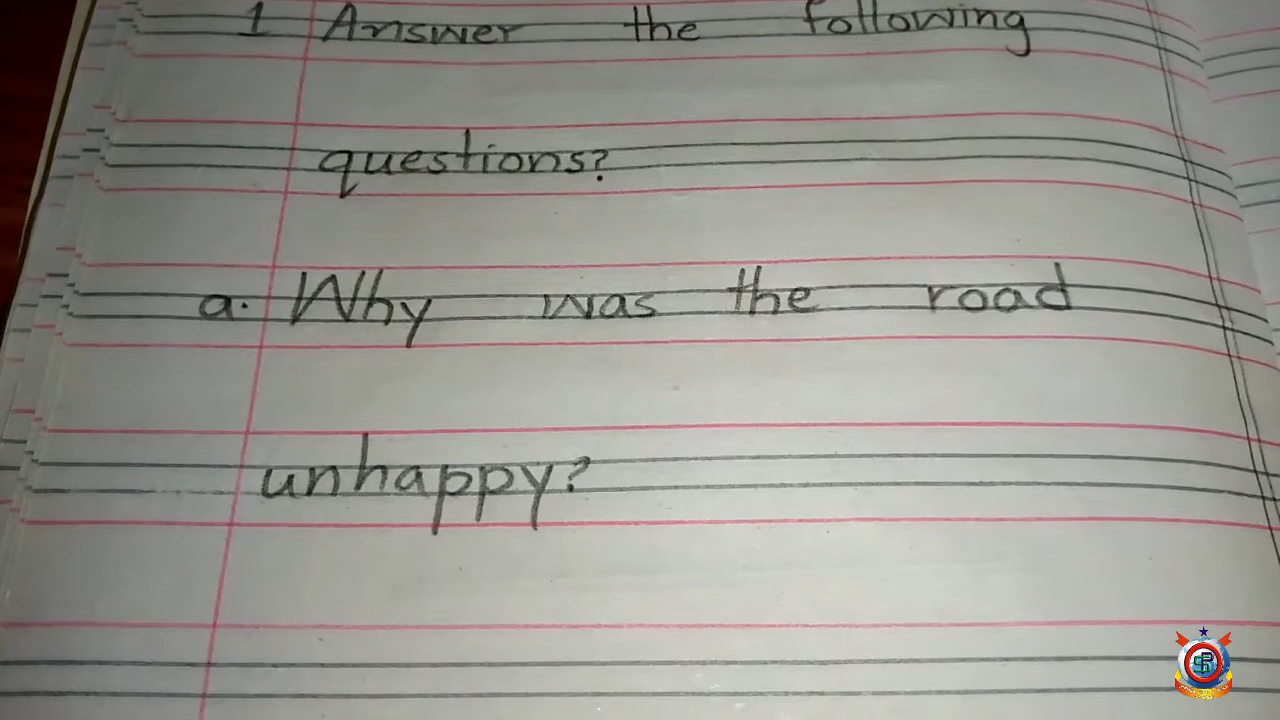 1 Answer the following
questions?
a. Why was the road
unhappy?